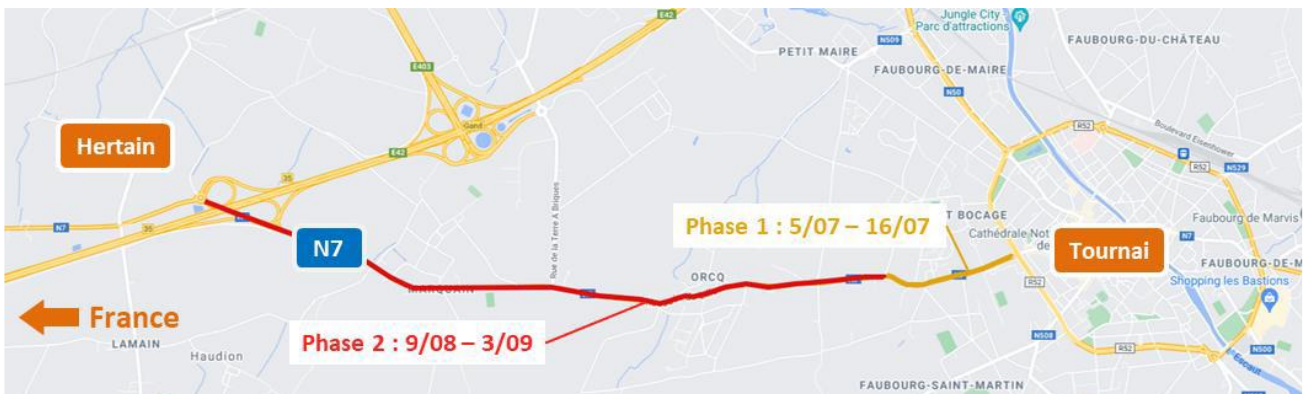 E42
Jungle City
Parc d'attractions
FAUBOURG-DU-CHÂTEAU
N509
PETIT MAIRE
E403
FAUBOURG-DE-MAIRE
N50
Gand
R52
Boulevard Eisenhower
Hertain
E42
35
N529
Rue de la Terre À Briques
Phase 1 : 5/07 – 16/07
T BOCAGE
Faubourg de Marvis
N7
N7
Cathédrale Not
de
Tournai
N7
35
N7
ORCQ
FAUBOURG-DE-M
R52
Shopping les Bastions
MARQUAIN
France
Phase 2 : 9/08 – 3/09
LAMAIN
Haudion
N508
R52
N500
L'Escaut
FAUBOURG-SAINT-MARTIN